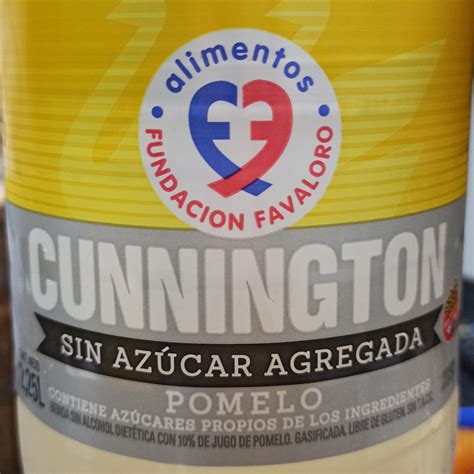 alimentos
FUNDACION FAVALORO
CUNNINGTON
SIN AZÚCAR AGREGADA
2,25L
POMELO
CONTIENE AZÚCARES PROPIOS DE LOS INGREDIENTES
BEBIDA SIN ALCOHOL DIETÉTICA CON 10% DE JUGO DE POMELO. GASIFICADA. LIBRE DE GLUTEN. SIN TACC.